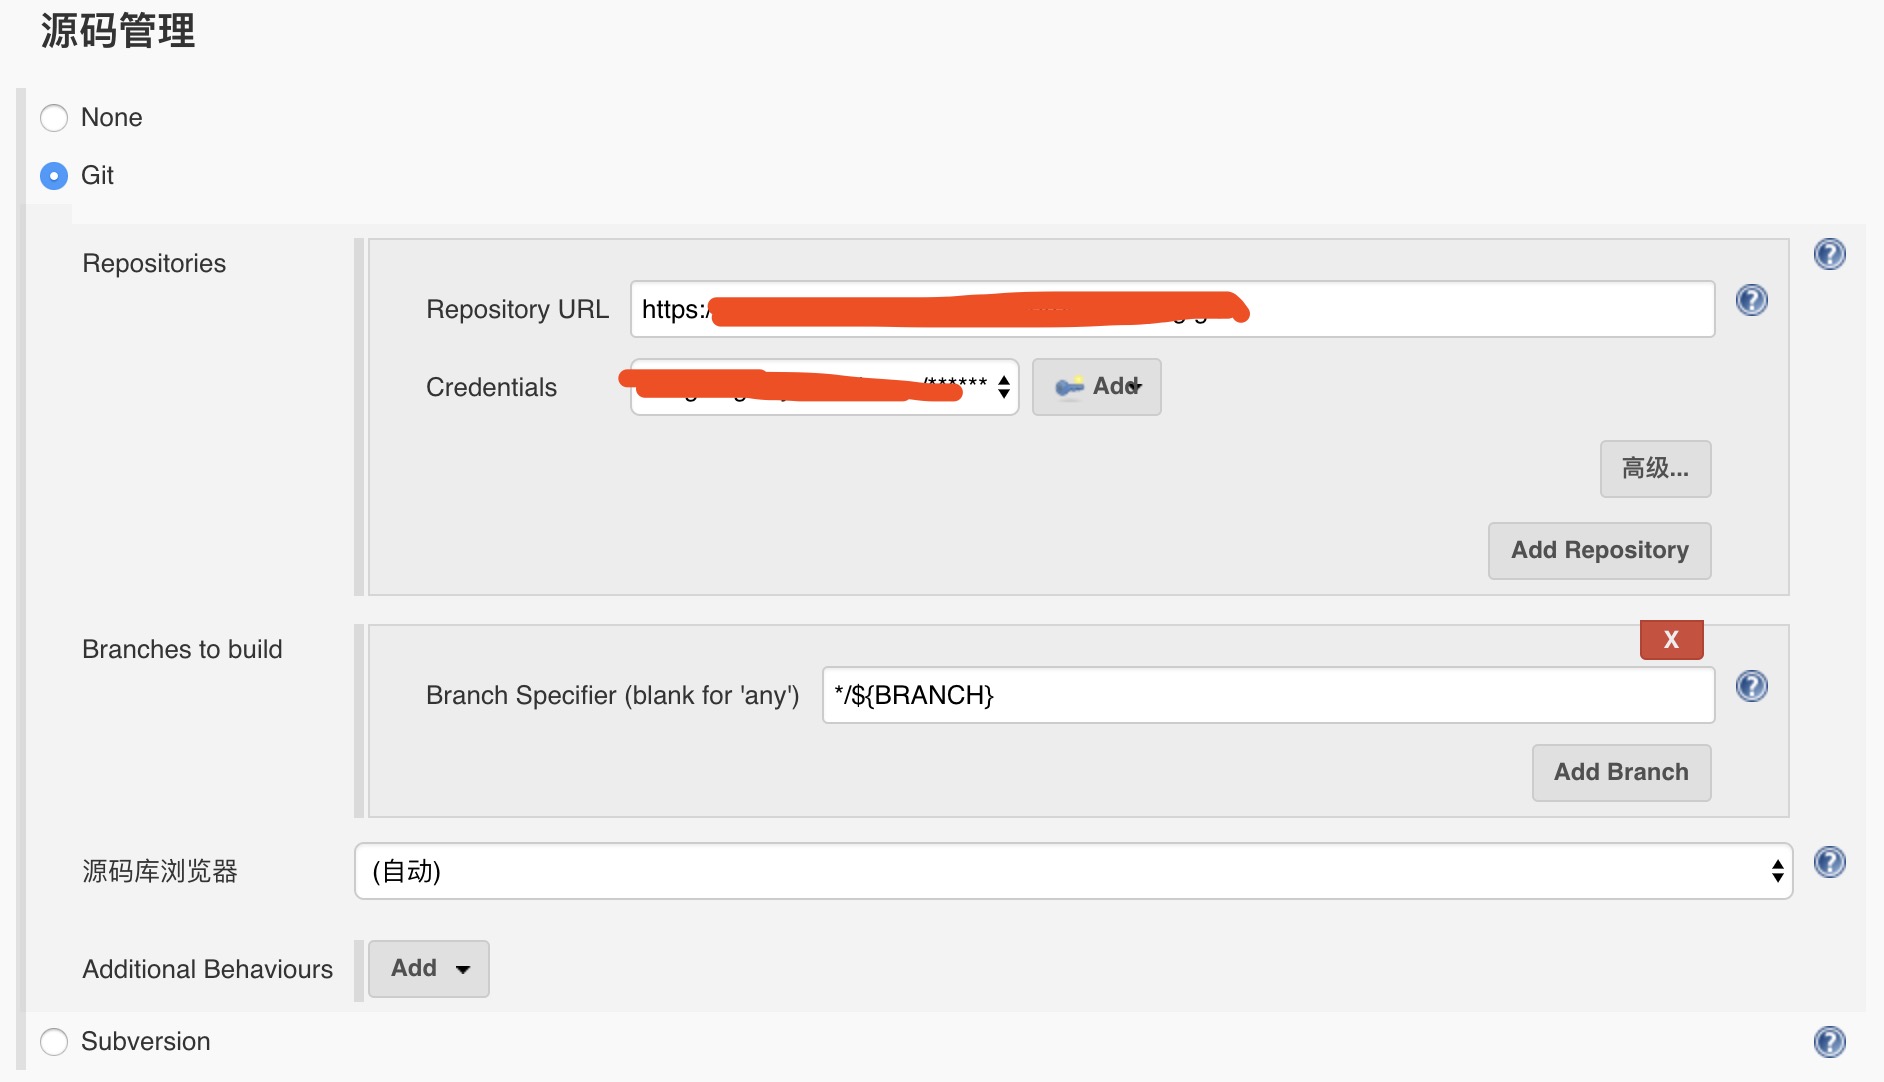 源码管理
None
Git
Repositories
Repository URL https:/
Credentials /****** Add
高级...
Add Repository
Branches to build
X
Branch Specifier (blank for 'any') */${BRANCH}
Add Branch
源码库浏览器 (自动)
Additional Behaviours Add
Subversion